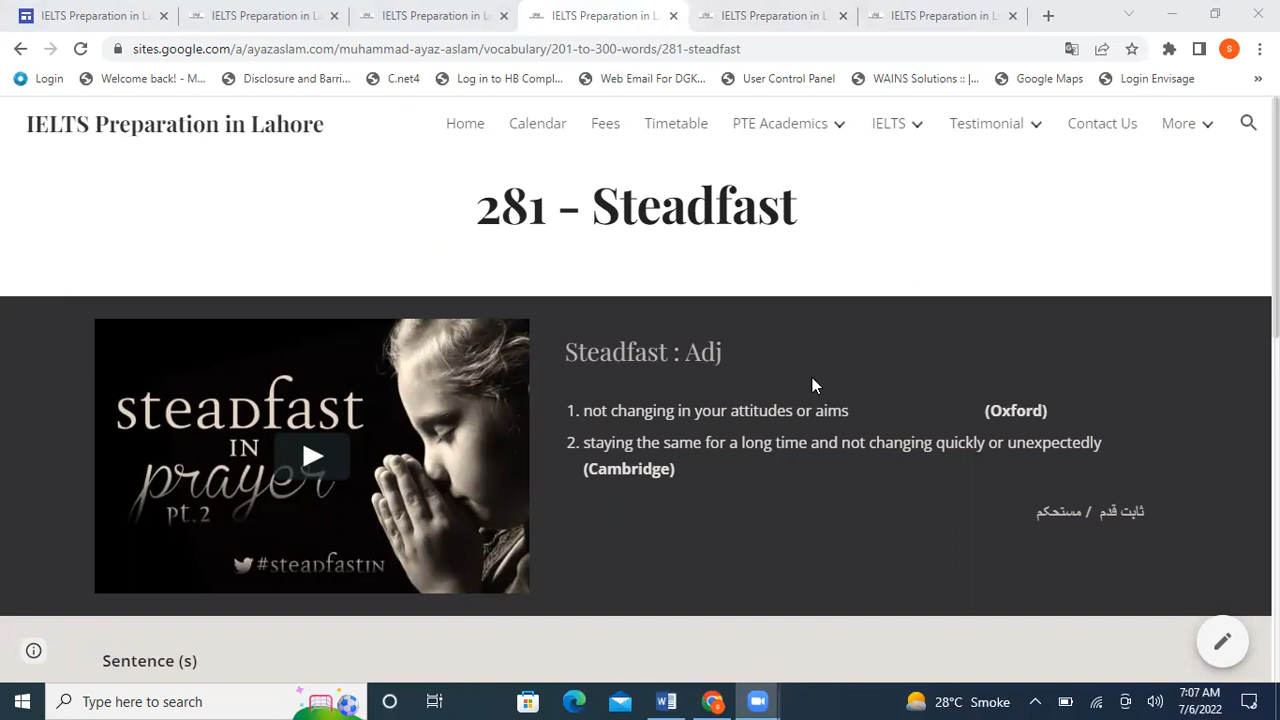 IELTS Preparation in La
IELTS Preparation in L
IELTS Preparation in L
IELTS Preparation in L
IELTS Preparation in L
IELTS Preparation in L
sites.google.com/a/ayazaslam.com/muhammad-ayaz-aslam/vocabulary/201-to-300-words/281-steadfast
S
Login
Welcome back! - M...
Disclosure and Barri...
C.net4
Log in to HB Compl...
Web Email For DGK...
User Control Panel
WAINS Solutions :: |...
Google Maps
Login Envisage
»
IELTS Preparation in Lahore
Home
Calendar
Fees
Timetable
PTE Academics
IELTS
Testimonial
Contact Us
More
281 - Steadfast
steadfast
IN
prayer
pt.2
#steadfastIN
Steadfast : Adj
1. not changing in your attitudes or aims (Oxford)
2. staying the same for a long time and not changing quickly or unexpectedly
(Cambridge)
ثابت قدم / مستحکم
Sentence (s)
Type here to search
28°C Smoke
7:07 AM
7/6/2022